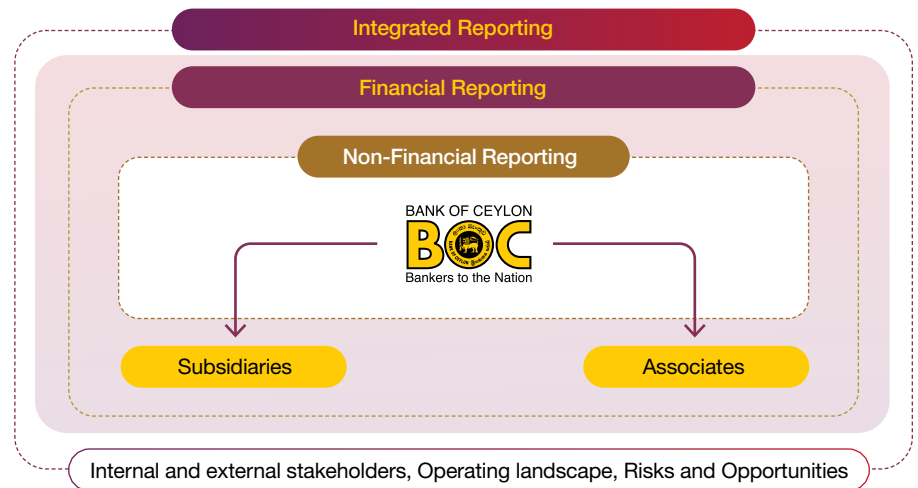 Integrated Reporting
Financial Reporting
Non-Financial Reporting
BANK OF CEYLON
BOC
Bankers to the Nation
Subsidiaries
Associates
Internal and external stakeholders, Operating landscape, Risks and Opportunities